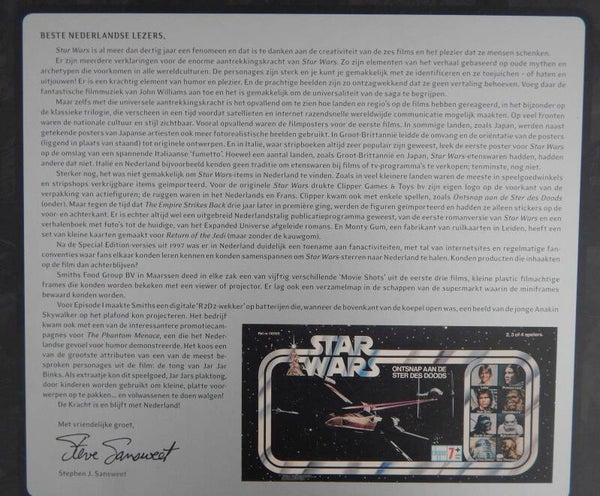 BESTE NEDERLANDSE LEZERS,
Star Wars is al meer dan dertig jaar een fenomeen en dat is te danken aan de creativiteit van de zes films en het plezier dat ze mensen schenken.
Er zijn meerdere verklaringen voor de enorme aantrekkingskracht van Star Wars. Zo zijn elementen van het verhaal gebaseerd op oude mythen en
archetypen die voorkomen in alle wereldculturen. De personages zijn sterk en je kunt je gemakkelijk met ze identificeren en ze toejuichen - of haten en
uitjouwen! Er is een krachtig element van humor en plezier. En de prachtige beelden zijn zo ontzagwekkend dat ze geen vertaling behoeven. Voeg daar de
fantastische filmmuziek van John Williams aan toe en het is gemakkelijk om de universaliteit van de saga te begrijpen.
Maar zelfs met die universele aantrekkingskracht is het opvallend om te zien hoe landen en regio's op de films hebben gereageerd, in het bijzonder op
de klassieke trilogie, die verscheen in een tijd voordat satelliet en internet razendsnelle wereldwijde communicatie mogelijk maakten. Op veel fronten
waren de nationale cultuur en stijl zichtbaar. Vooral opvallend waren de filmposters voor de eerste films. In sommige landen, zoals Japan, werden naast
getekende posters van Japanse artiesten ook meer fotorealistische beelden gebruikt. In Groot-Brittannie leidde de omvang en de oriëntatie van de posters
(liggend in plaats van staand) tot originele ontwerpen. En in Italie, waar stripboeken altijd zeer populair zijn geweest, leek de eerste poster voor Star Wars
op de omslag van een spannende Italiaanse 'fumetto'. Hoewel een aantal landen, zoals Groot-Brittannie en Japan, Star Wars-etenswaren hadden, hadden
andere dat niet. Italie en Nederland bijvoorbeeld kenden geen traditie om etenswaren bij films of tv-programma's te verkopen; tenminste, nog niet.
Sterker nog, het was niet gemakkelijk om Star Wars-items in Nederland te vinden. Zoals in veel kleinere landen waren de meeste in speelgoedwinkels
en stripshops verkrijgbare items geïmporteerd. Voor de originele Star Wars drukte Clipper Games & Toys bv zijn eigen logo op de voorkant van de
verpakking van actiefiguren; de ruggen waren in het Nederlands en Frans. Clipper kwam ook met enkele spellen, zoals Ontsnap aan de Ster des Doods
(onder). Maar tegen de tijd dat The Empire Strikes Back drie jaar later in première ging, werden de figuren geïmporteerd en hadden ze alleen stickers op de
voor- en achterkant. Er is echter altijd wel een uitgebreid Nederlandstalig publicatieprogramma geweest, van de eerste romanversie van Star Wars en een
verhalenboek met foto's tot de huidige, van het Expanded Universe afgeleide romans. En Monty Gum, een fabrikant van ruilkaarten in Leiden, heeft een
set van kleine kaarten gemaakt voor Return of the Jedi (maar zonder de kauwgom).
Na de Special Edition-versies uit 1997 was er in Nederland duidelijk een toename aan fanactiviteiten, met tal van internetsites en regelmatige fan-
conventies waar fans elkaar konden leren kennen en konden samenspannen om Star Wars-sterren naar Nederland te halen. Konden producten die inhaakten
op de film dan achterblijven?
Smiths Food Group BV in Maarssen deed in elke zak een van vijftig verschillende 'Movie Shots' uit de eerste drie films, kleine plastic filmachtige
frames die konden worden bekeken met een viewer of projector. Er lag ook een verzamelmap in de schappen van de supermarkt waarin de miniframes
bewaard konden worden.
Voor Episode I maakte Smiths een digitale 'R2D2-wekker' op batterijen die, wanneer de bovenkant van de koepel open was, een beeld van de jonge Anakin
Skywalker op het plafond kon projecteren. Het bedrijf
kwam ook met een van de interessantere promotiecam-
pagnes voor The Phantom Menace, een die het Neder-
landse gevoel voor humor demonstreerde. Het koos een
van de grootste attributen van een van de meest be-
sproken personages uit de film: de tong van Jar Jar
Binks. Als extraatje kon dit speelgoed, Jar Jars plaktong,
door kinderen worden gebruikt om kleine, platte voor-
werpen op te pakken... en volwassenen te doen walgen!
De Kracht is en blijft met Nederland!
Met vriendelijke groet,
Steve Sansweet
Stephen J. Sansweet
2, 3 of 4 spelers
STAR
WARS
ONTSNAP AAN DE
STER DES DOODS
7+